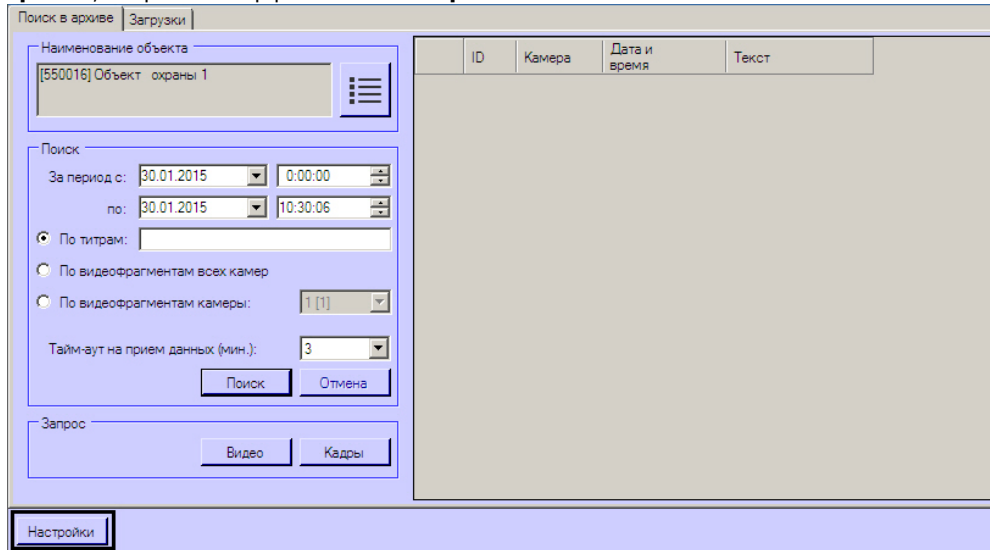 Поиск в архиве Загрузки
Наименование объекта
[550016] Объект охраны 1
ID Камера Дата и время Текст
Поиск
За период с: 30.01.2015 0:00:00
по: 30.01.2015 10:30:06
По титрам:
По видеофрагментам всех камер
По видеофрагментам камеры: 1 [1]
Тайм-аут на прием данных (мин.): 3
Поиск Отмена
Запрос
Видео Кадры
Настройки